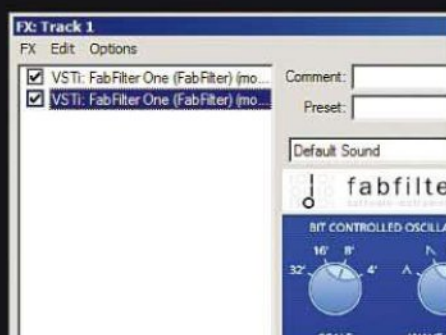 FX: Track 1
FX Edit Options
VSTi: FabFilter One (FabFilter) (mo...
VSTi: FabFilter One (FabFilter) (mo...
Comment:
Preset:
Default Sound
fabfilte
BIT CONTROLLED OSCILLA
16' 8'
32' 4'